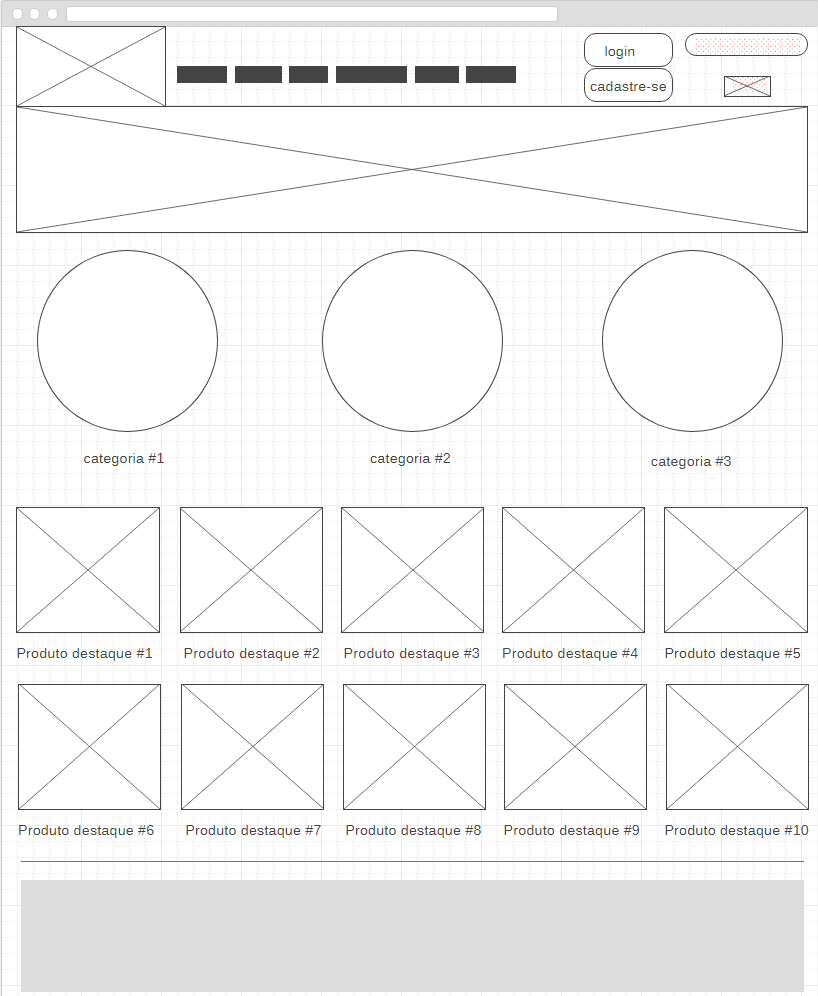 login
cadastre-se
categoria #1
categoria #2
categoria #3
Produto destaque #1
Produto destaque #2
Produto destaque #3
Produto destaque #4
Produto destaque #5
Produto destaque #6
Produto destaque #7
Produto destaque #8
Produto destaque #9
Produto destaque #10